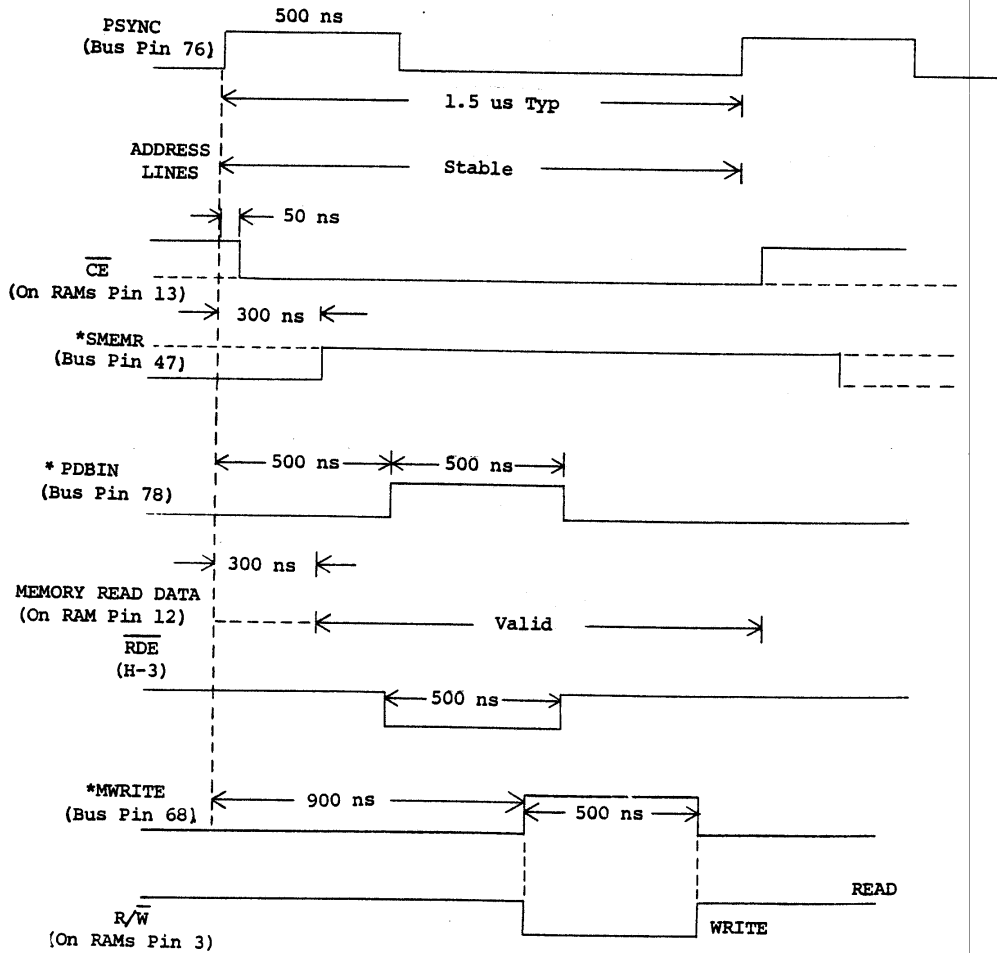 500 ns
PSYNC
(Bus Pin 76)
1.5 us Typ
ADDRESS
LINES
Stable
50 ns
CE
(On RAMs Pin 13)
300 ns
*SMEMR
(Bus Pin 47)
500 ns 500 ns
* PDBIN
(Bus Pin 78)
300 ns
MEMORY READ DATA
(On RAM Pin 12)
Valid
RDE
(H-3)
500 ns
*MWRITE
(Bus Pin 68)
900 ns
500 ns
READ
R/W
(On RAMs Pin 3)
WRITE